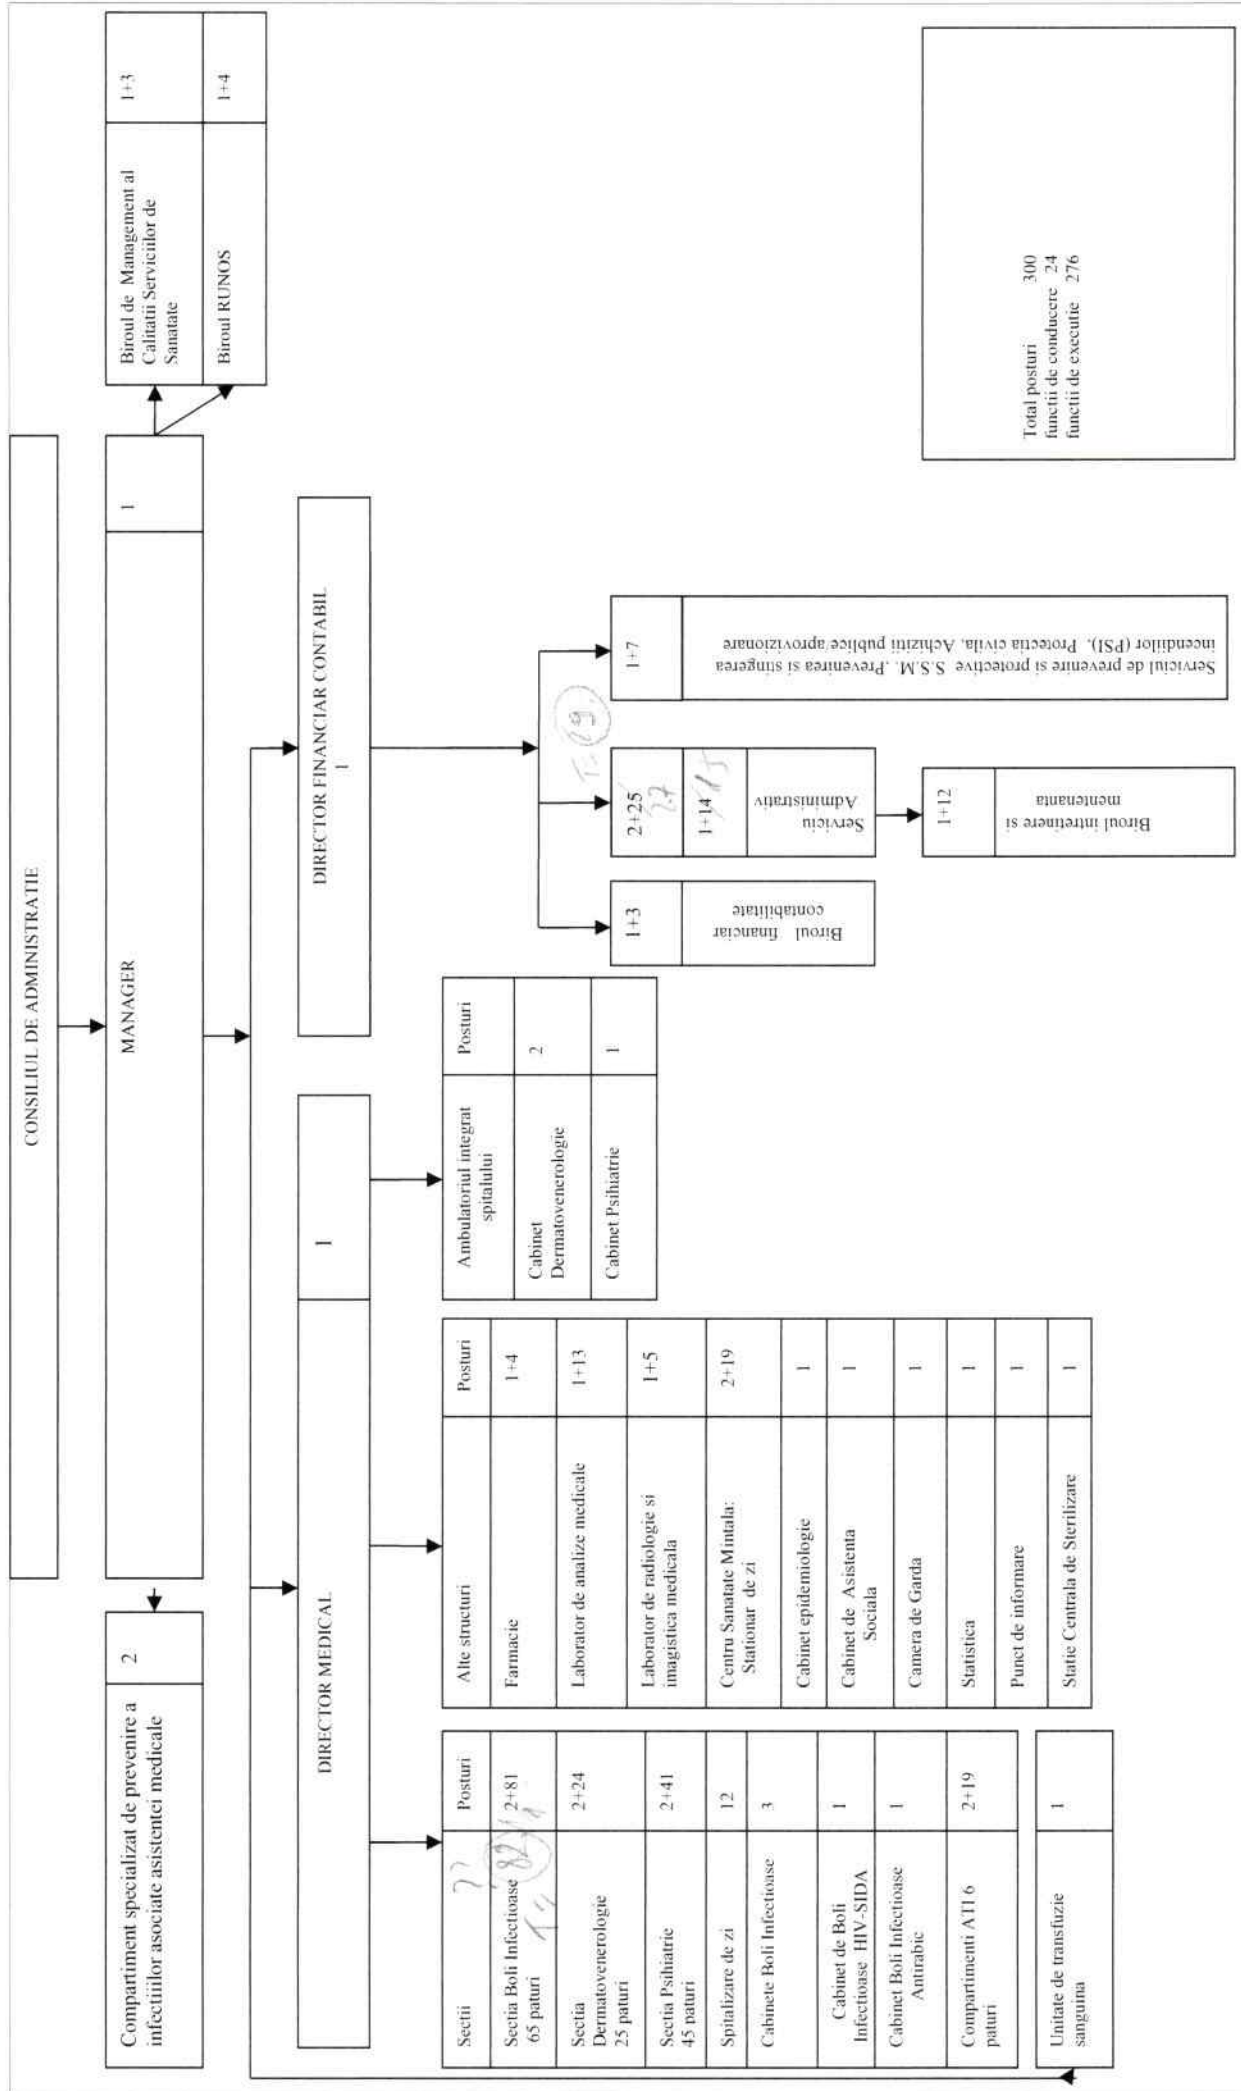 CONSILIUL DE ADMINISTRATIE
Compartiment specializat de prevenire a
infectiilor asociate asistentei medicale
2
MANAGER
1
Biroul de Management al
Calitatii Serviciilor de
Sanatate
1+3
Biroul RUNOS
1+4
DIRECTOR MEDICAL
1
DIRECTOR FINANCIAR CONTABIL
1
Sectii
Posturi
Sectia Boli Infectioase
65 paturi
2+81
82
Sectia
Dermatovenerologie
25 paturi
2+24
Sectia Psihiatrie
45 paturi
2+41
Spitalizare de zi
12
Cabinete Boli Infectioase
3
Cabinet de Boli
Infectioase HIV-SIDA
1
Cabinet Boli Infectioase
Antirabic
1
Compartimenti ATI 6
paturi
2+19
Unitate de transfuzie
sanguina
1
Alte structuri
Posturi
Farmacie
1+4
Laborator de analize medicale
1+13
Laborator de radiologie si
imagistica medicala
1+5
Centru Sanatate Mintala:
Stationar de zi
2+19
Cabinet epidemiologie
1
Cabinet de Asistenta
Sociala
1
Camera de Garda
1
Statistica
1
Punct de informare
1
Static Centrala de Sterilizare
1
Ambulatoriul integrat
spitalului
Posturi
Cabinet
Dermatovenerologie
2
Cabinet Psihiatrie
1
1+3
Biroul financiar
contabilitate
29.
2+25
27
1+14
15
Serviciu
Administrativ
1+12
Biroul intretinere si
mentenanta
1+7
Serviciul de prevenire si protective S.S.M. .Prevenirea si stingerea
incendiilor (PSI). Protectia civila, Achizitii publice/aprovizionare
Total posturi 300
functii de conducere 24
functii de executie 276